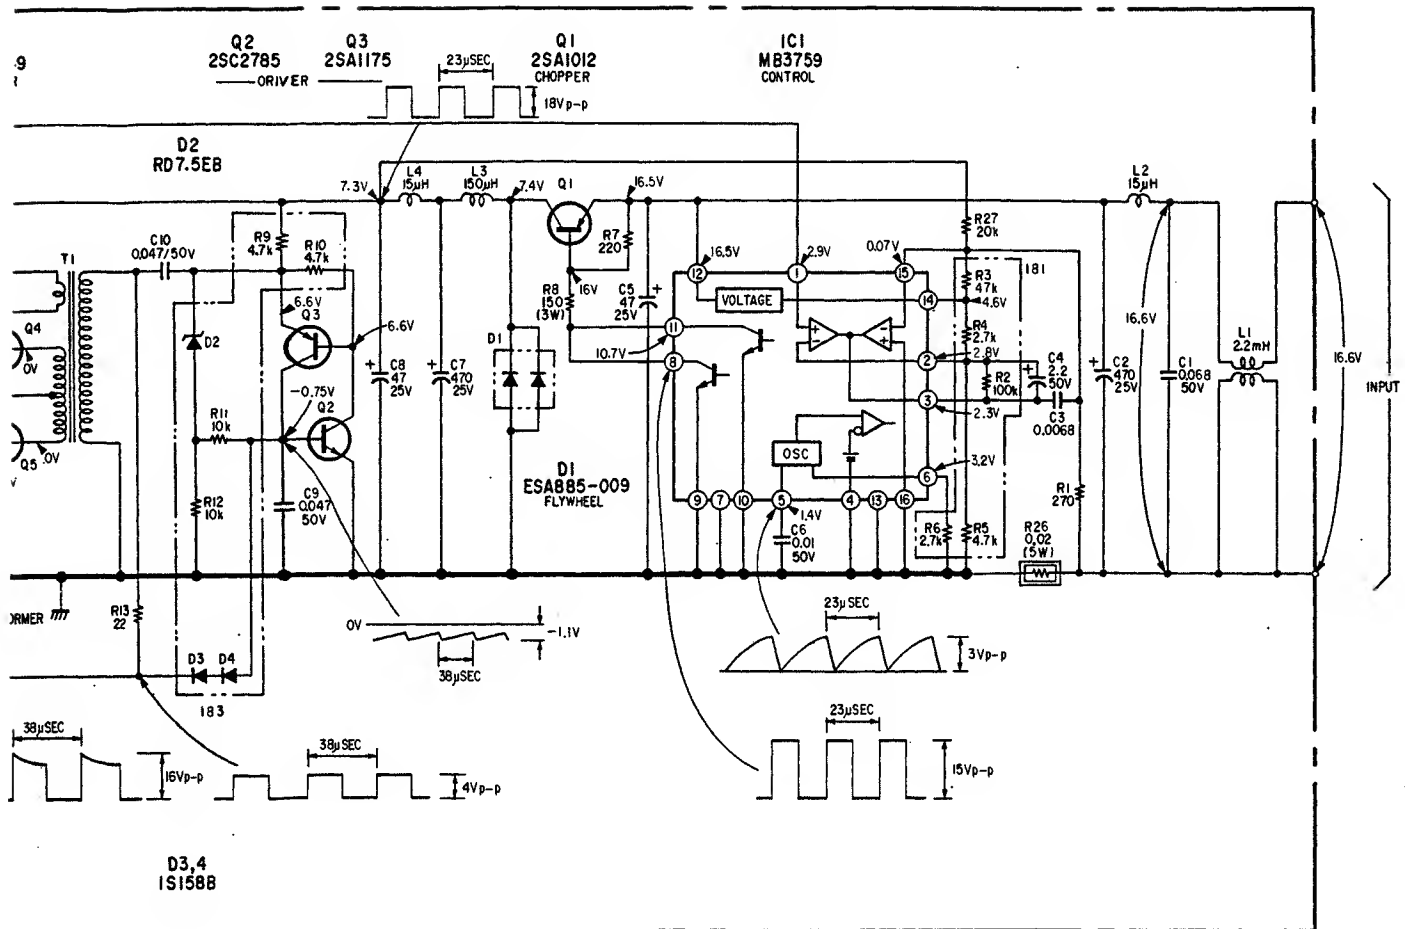 Q2
2SC2785
Q3
2SA1175
ORIVER
Q1
2SA1012
CHOPPER
IC1
MB3759
CONTROL
23µSEC
18Vp-p
D2
RD7.5EB
7.3V
L4
15µH
L3
150µH
7.4V
Q1
16.5V
L2
15µH
C10
0.047/50V
R9
4.7k
R10
4.7k
T1
R7
220
16V
R8
150
(3W)
C5
47
25V
16.5V
12
2.9V
1
0.07V
15
R27
20k
R3
47k
181
4.6V
14
VOLTAGE
R4
2.7k
2
2.8V
R2
100k
C4
2.2
50V
3
2.3V
C3
0.0068
C2
470
25V
C1
0.068
50V
L1
2.2mH
16.6V
16.6V
INPUT
6.6V
Q3
6.6V
Q4
0V
D2
-0.75V
Q2
R11
10k
R12
10k
C9
0.047
50V
Q5
0V
C8
47
25V
C7
470
25V
D1
11
10.7V
8
D1
ESA885-009
FLYWHEEL
OSC
3.2V
6
9
7
10
5
4
13
16
1.4V
C6
0.01
50V
R6
2.7k
R5
4.7k
R1
270
R26
0.02
(5W)
ORMER
R13
22
D3
D4
183
0V
-1.1V
38µSEC
23µSEC
3Vp-p
38µSEC
16Vp-p
38µSEC
4Vp-p
23µSEC
15Vp-p
D3,4
1S158B